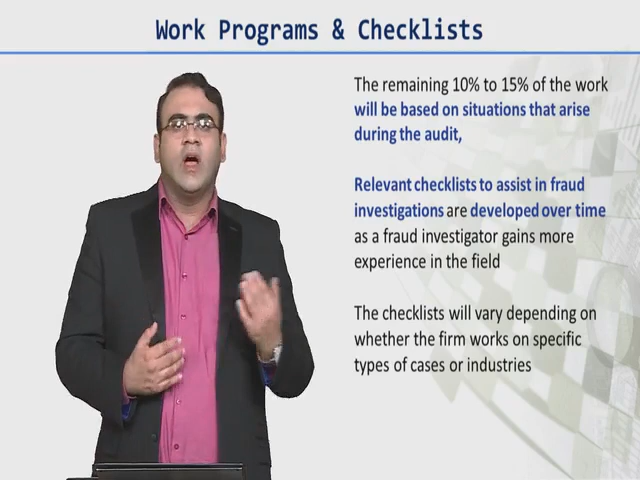 Work Programs & Checklists
The remaining 10% to 15% of the work
will be based on situations that arise
during the audit,
Relevant checklists to assist in fraud
investigations are developed over time
as a fraud investigator gains more
experience in the field
The checklists will vary depending on
whether the firm works on specific
types of cases or industries